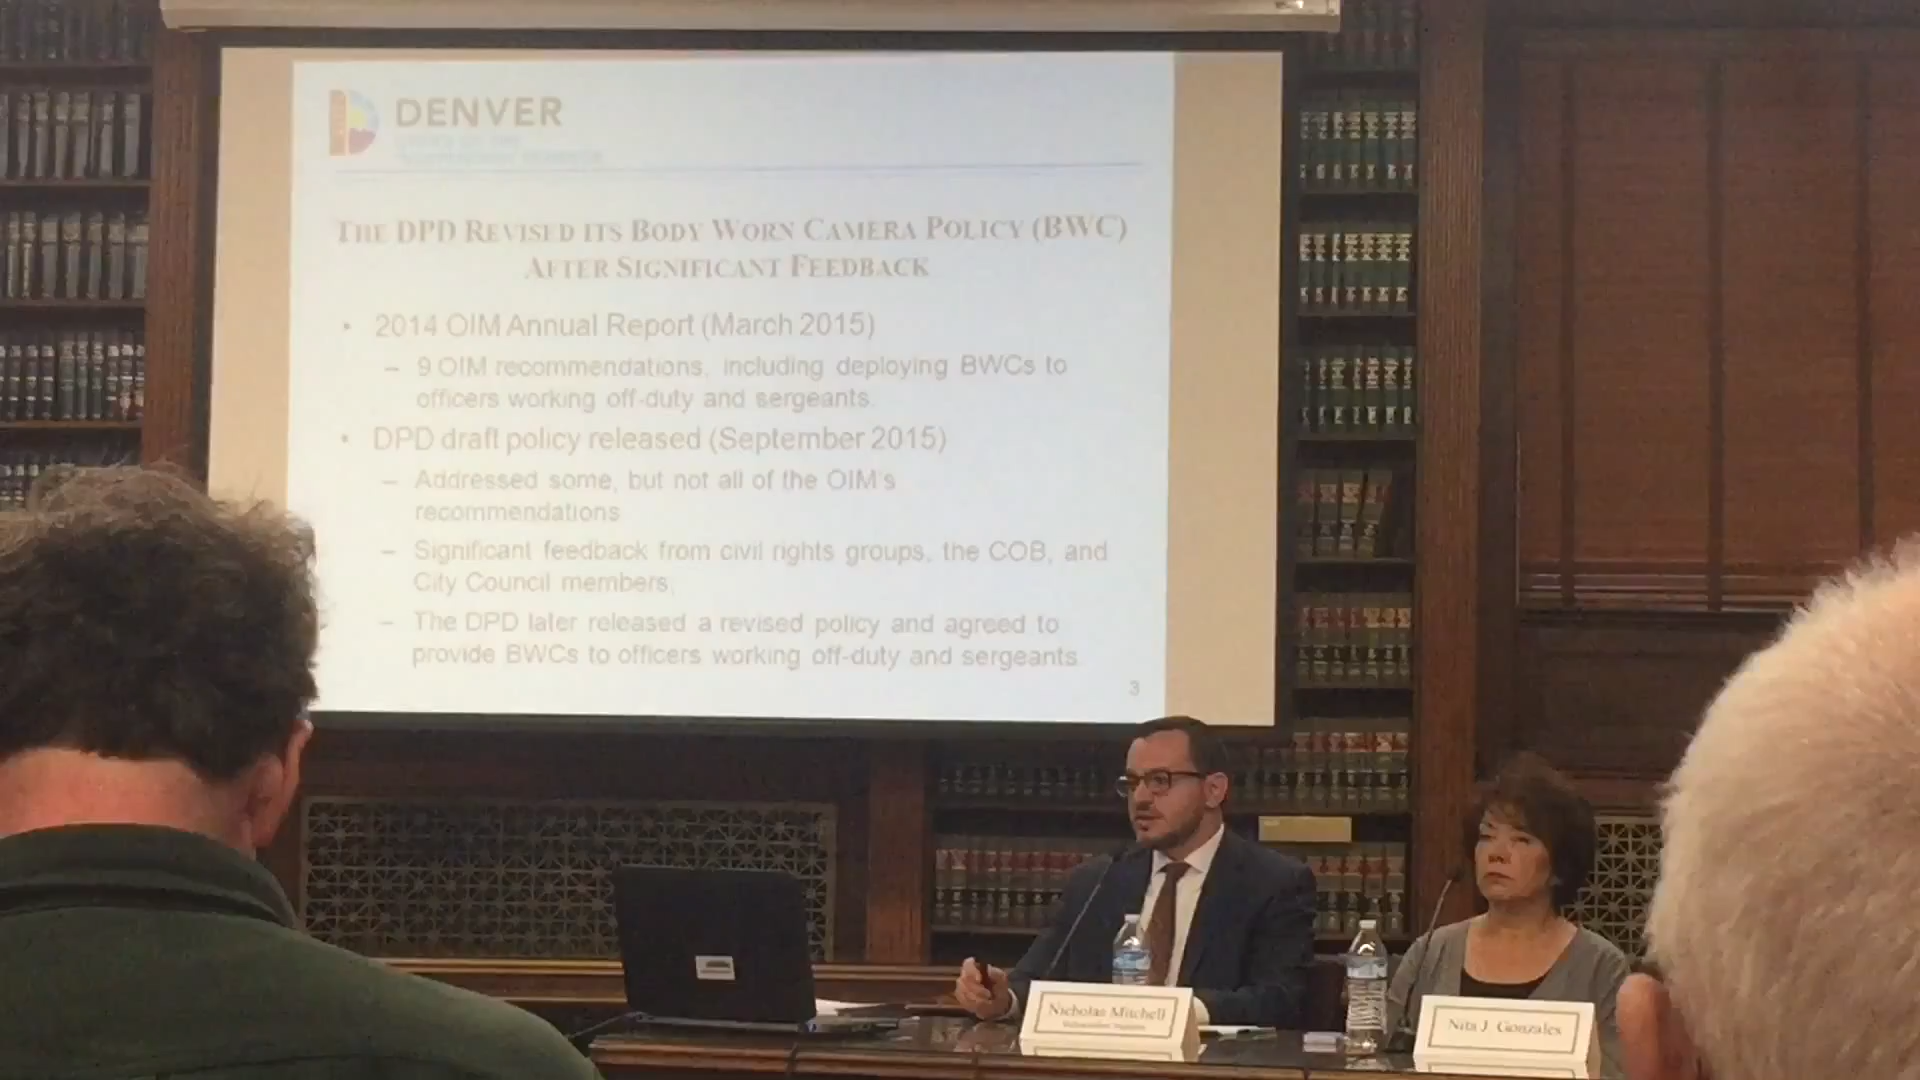 DENVER
THE DPD REVISED ITS BODY WORN CAMERA POLICY (BWC)
AFTER SIGNIFICANT FEEDBACK
• 2014 OIM Annual Report (March 2015)
– 9 OIM recommendations, including deploying BWCs to
officers working off-duty and sergeants.
• DPD draft policy released (September 2015)
– Addressed some, but not all of the OIM's
recommendations
– Significant feedback from civil rights groups, the COB, and
City Council members,
– The DPD later released a revised policy and agreed to
provide BWCs to officers working off-duty and sergeants.
3
Nicholas Mitchell
Nita J. Gonzales